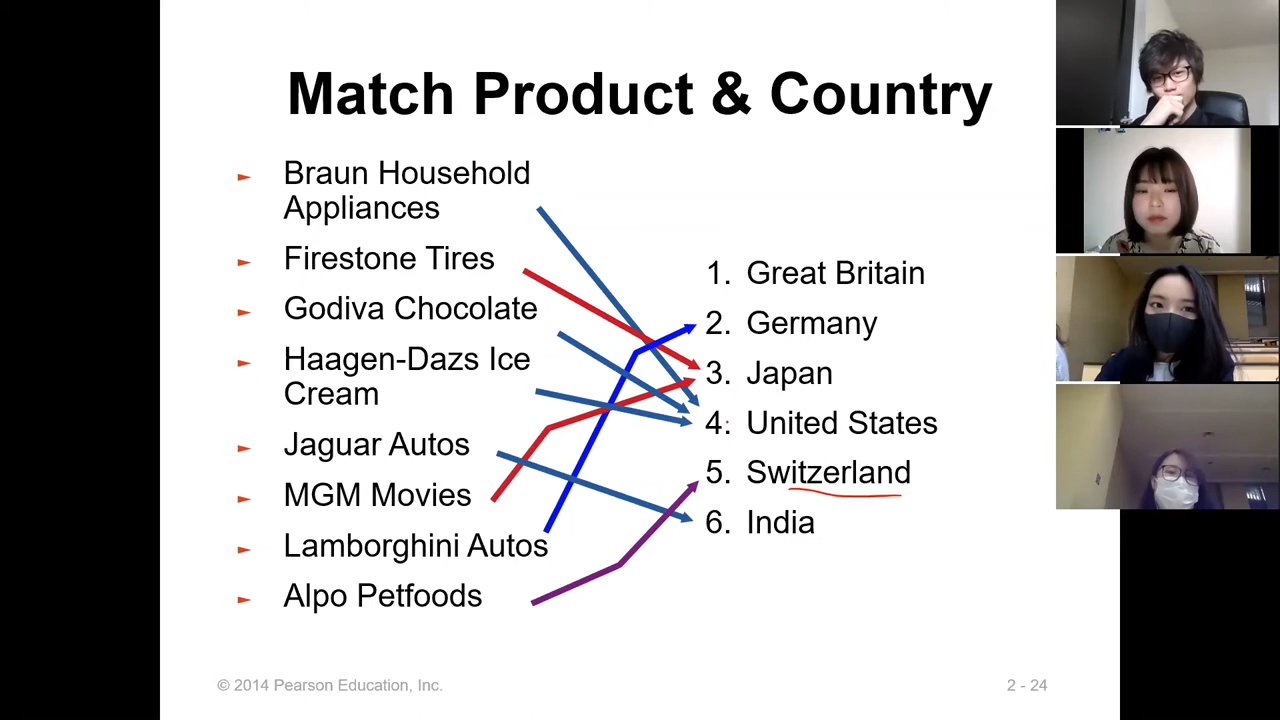 Match Product & Country
► Braun Household
Appliances
► Firestone Tires
► Godiva Chocolate
► Haagen-Dazs Ice
Cream
► Jaguar Autos
► MGM Movies
► Lamborghini Autos
► Alpo Petfoods
1. Great Britain
2. Germany
3. Japan
4. United States
5. Switzerland
6. India
© 2014 Pearson Education, Inc.
2 - 24